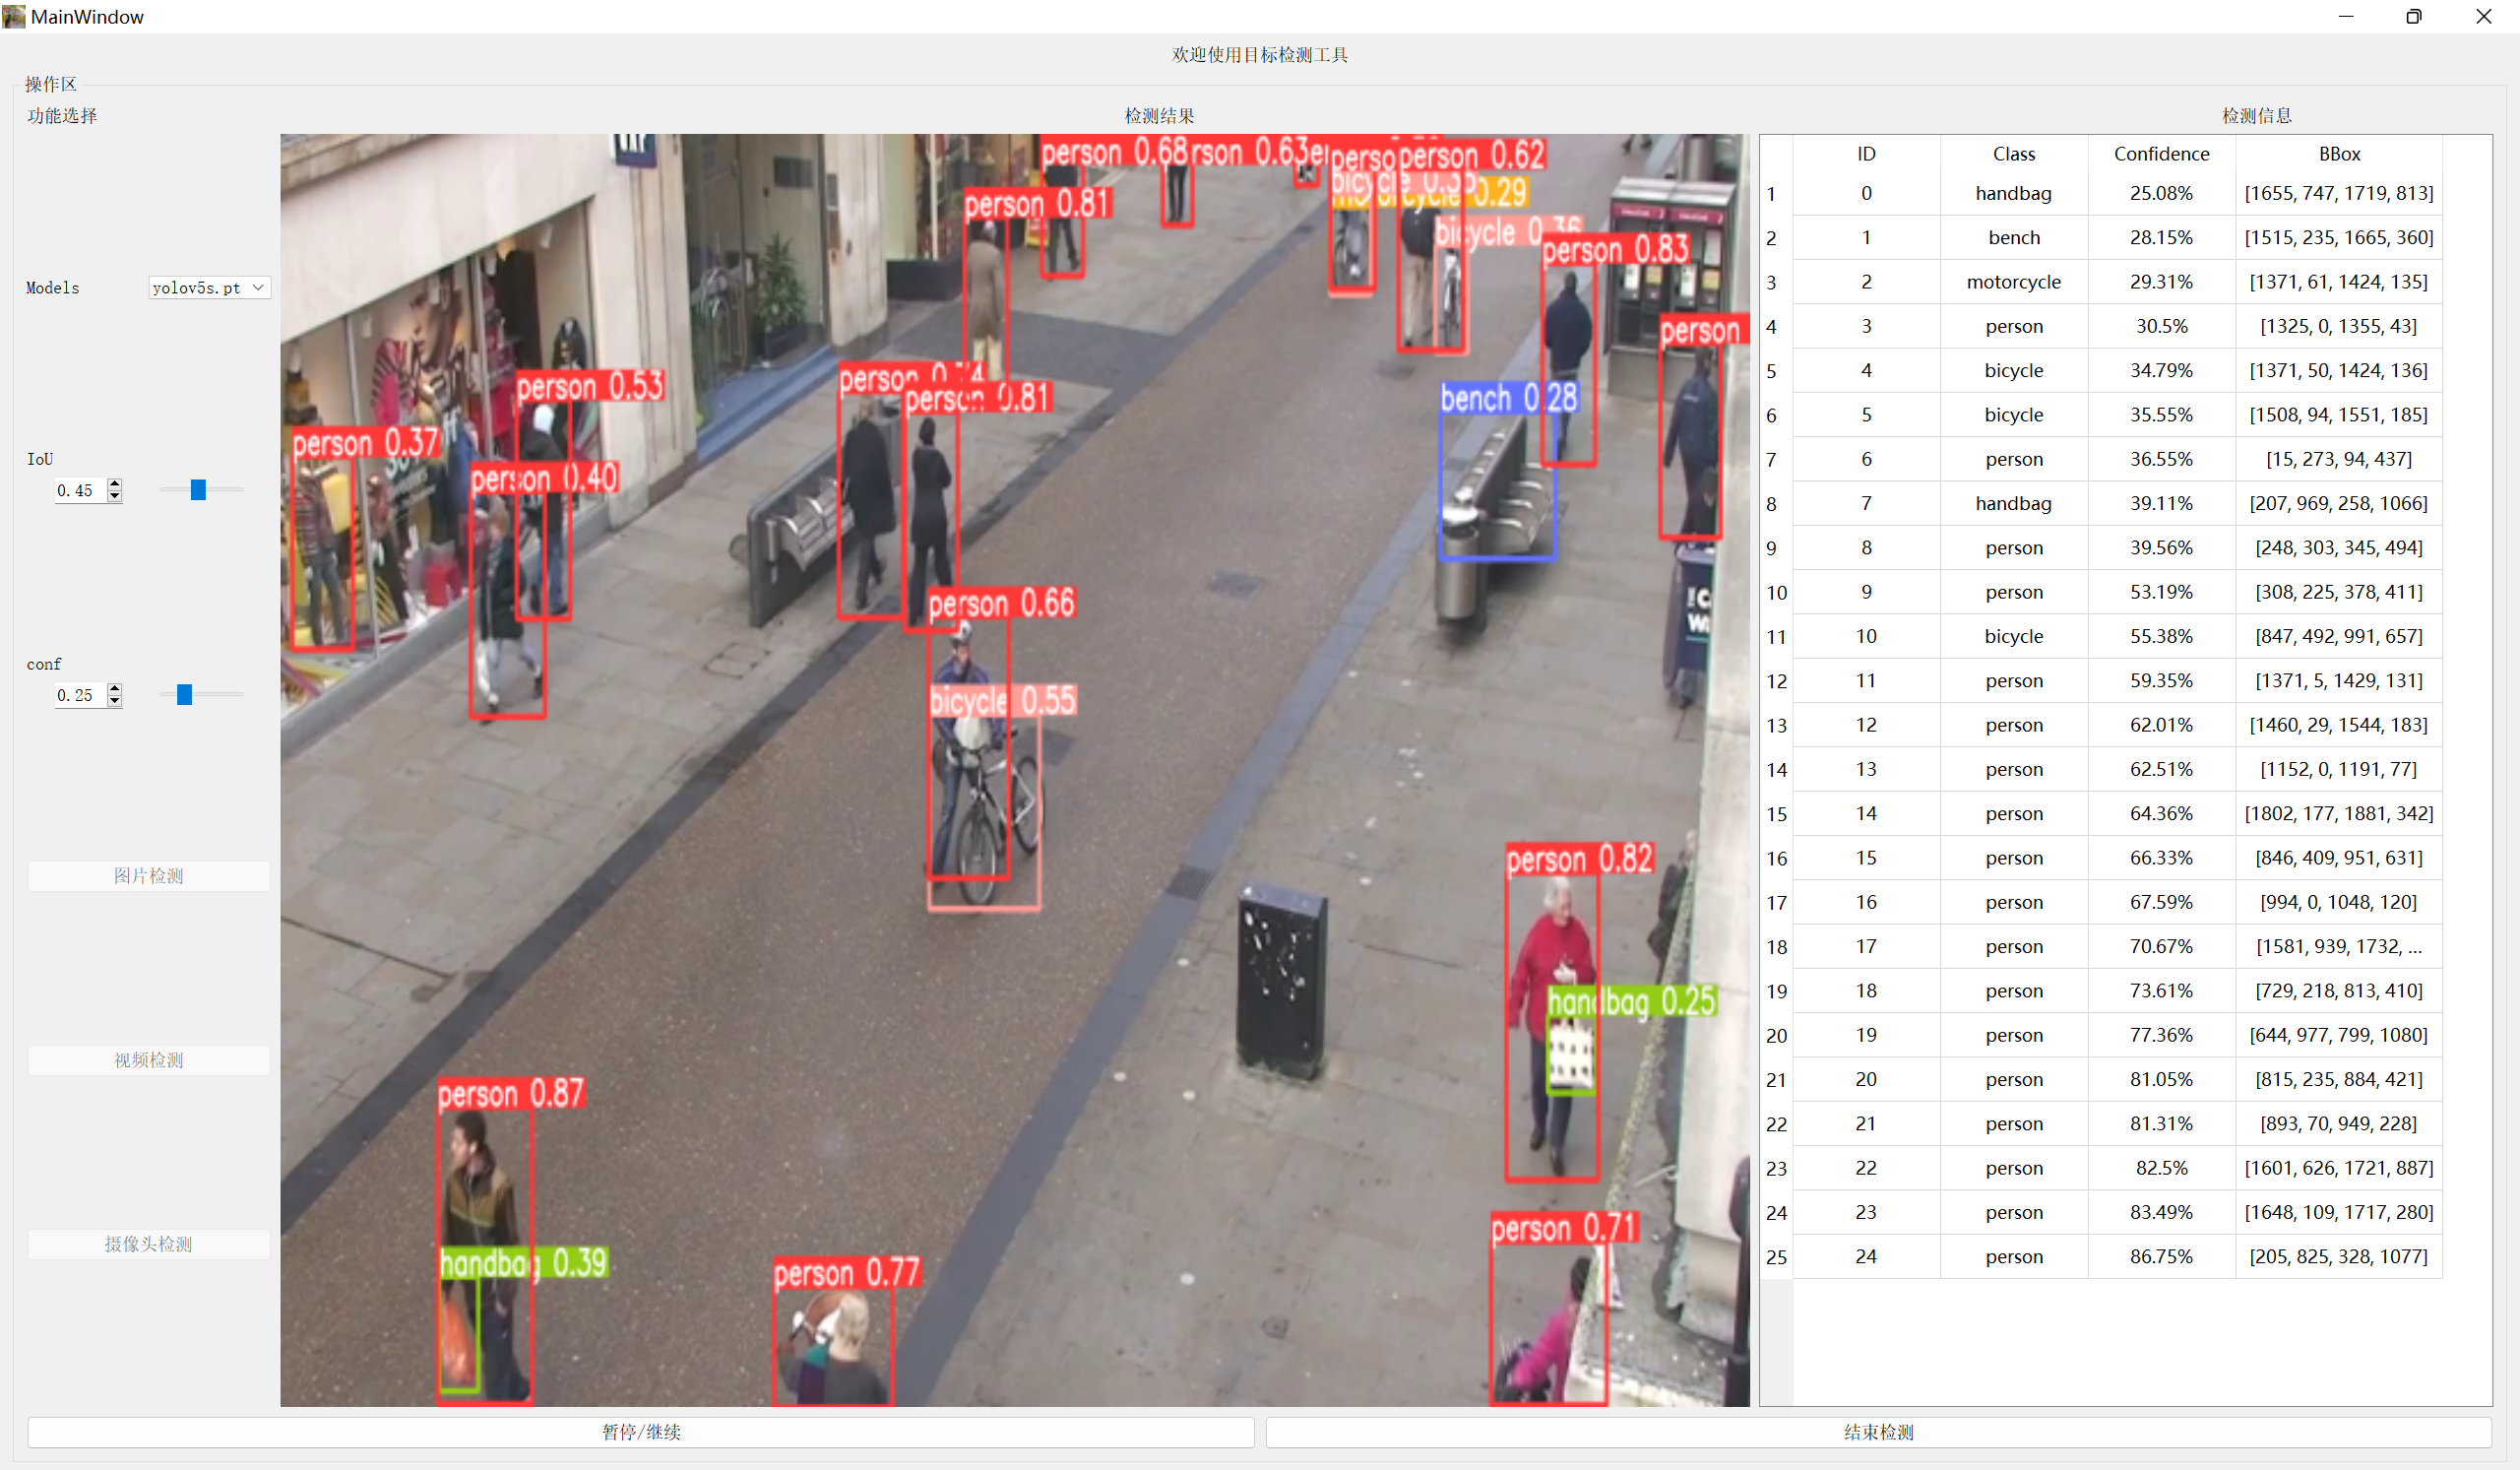 MainWindow
欢迎使用目标检测工具
操作区
功能选择
检测结果
检测信息
Models
yolov5s.pt
IoU
0.45
conf
0.25
图片检测
视频检测
摄像头检测
person 0.68
rson 0.63
person 0.62
0.29
person 0.81
bicycle 0.36
person 0.83
person
person 0.53
person 0.74
person 0.81
bench 0.28
person 0.37
person 0.40
person 0.66
bicycle 0.55
person 0.82
handbag 0.25
person 0.87
person 0.71
handbag 0.39
person 0.77
ID Class Confidence BBox
1 0 handbag 25.08% [1655, 747, 1719, 813]
2 1 bench 28.15% [1515, 235, 1665, 360]
3 2 motorcycle 29.31% [1371, 61, 1424, 135]
4 3 person 30.5% [1325, 0, 1355, 43]
5 4 bicycle 34.79% [1371, 50, 1424, 136]
6 5 bicycle 35.55% [1508, 94, 1551, 185]
7 6 person 36.55% [15, 273, 94, 437]
8 7 handbag 39.11% [207, 969, 258, 1066]
9 8 person 39.56% [248, 303, 345, 494]
10 9 person 53.19% [308, 225, 378, 411]
11 10 bicycle 55.38% [847, 492, 991, 657]
12 11 person 59.35% [1371, 5, 1429, 131]
13 12 person 62.01% [1460, 29, 1544, 183]
14 13 person 62.51% [1152, 0, 1191, 77]
15 14 person 64.36% [1802, 177, 1881, 342]
16 15 person 66.33% [846, 409, 951, 631]
17 16 person 67.59% [994, 0, 1048, 120]
18 17 person 70.67% [1581, 939, 1732, ...
19 18 person 73.61% [729, 218, 813, 410]
20 19 person 77.36% [644, 977, 799, 1080]
21 20 person 81.05% [815, 235, 884, 421]
22 21 person 81.31% [893, 70, 949, 228]
23 22 person 82.5% [1601, 626, 1721, 887]
24 23 person 83.49% [1648, 109, 1717, 280]
25 24 person 86.75% [205, 825, 328, 1077]
暂停/继续
结束检测